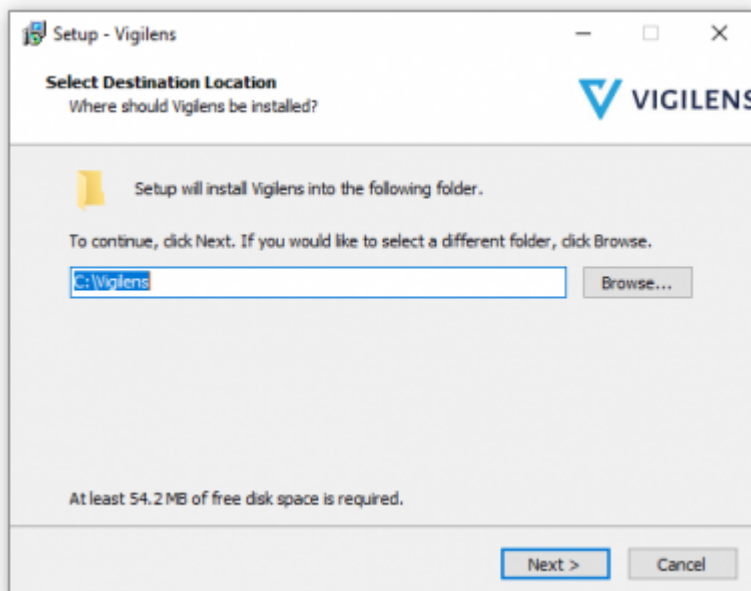 Setup - Vigilens
Select Destination Location
Where should Vigilens be installed?
VIGILENS
Setup will install Vigilens into the following folder.
To continue, click Next. If you would like to select a different folder, click Browse.
C:\Vigilens
Browse...
At least 54.2 MB of free disk space is required.
Next >
Cancel